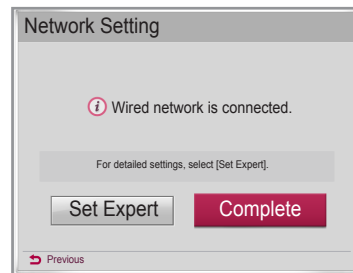 Network Setting
Wired network is connected.
For detailed settings, select [Set Expert].
Set Expert
Complete
Previous